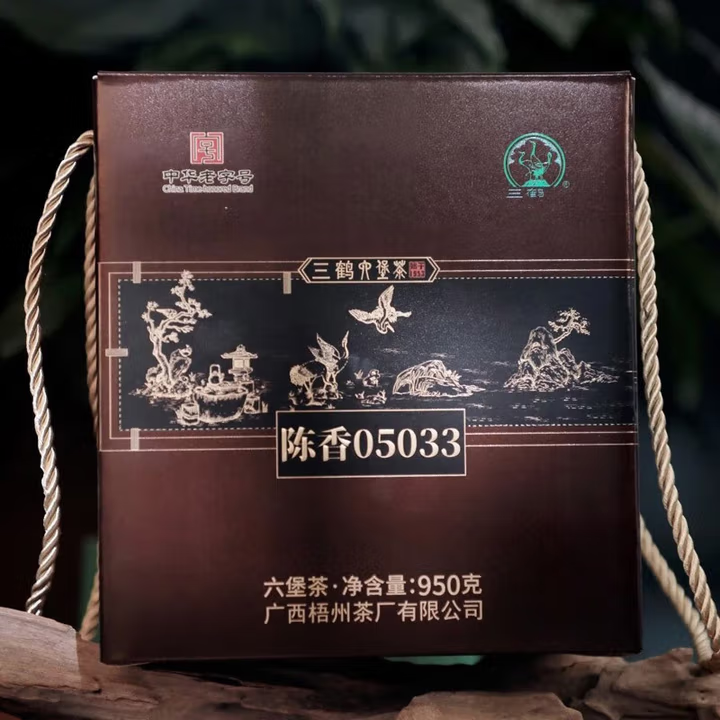 中华老字号
China Time-honored Brand
三鹤
®
三鹤六堡茶
陈香05033
六堡茶·净含量:950克
广西梧州茶厂有限公司